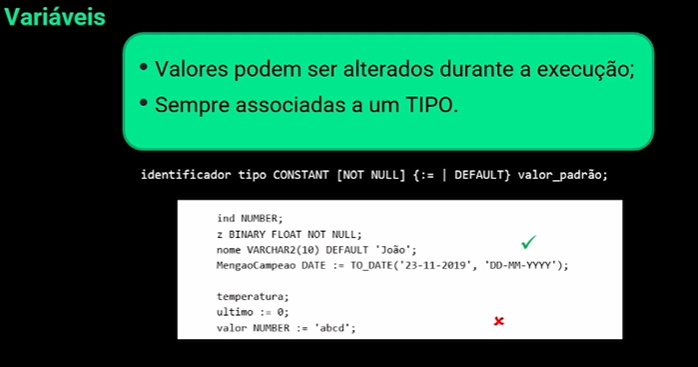 Variáveis
• Valores podem ser alterados durante a execução;
• Sempre associadas a um TIPO.
identificador tipo CONSTANT [NOT NULL] {:= | DEFAULT} valor_padrão;
ind NUMBER;
z BINARY FLOAT NOT NULL;
nome VARCHAR2(10) DEFAULT 'João';
MengaoCampeao DATE := TO_DATE('23-11-2019', 'DD-MM-YYYY');
temperatura;
ultimo := 0;
valor NUMBER := 'abcd';